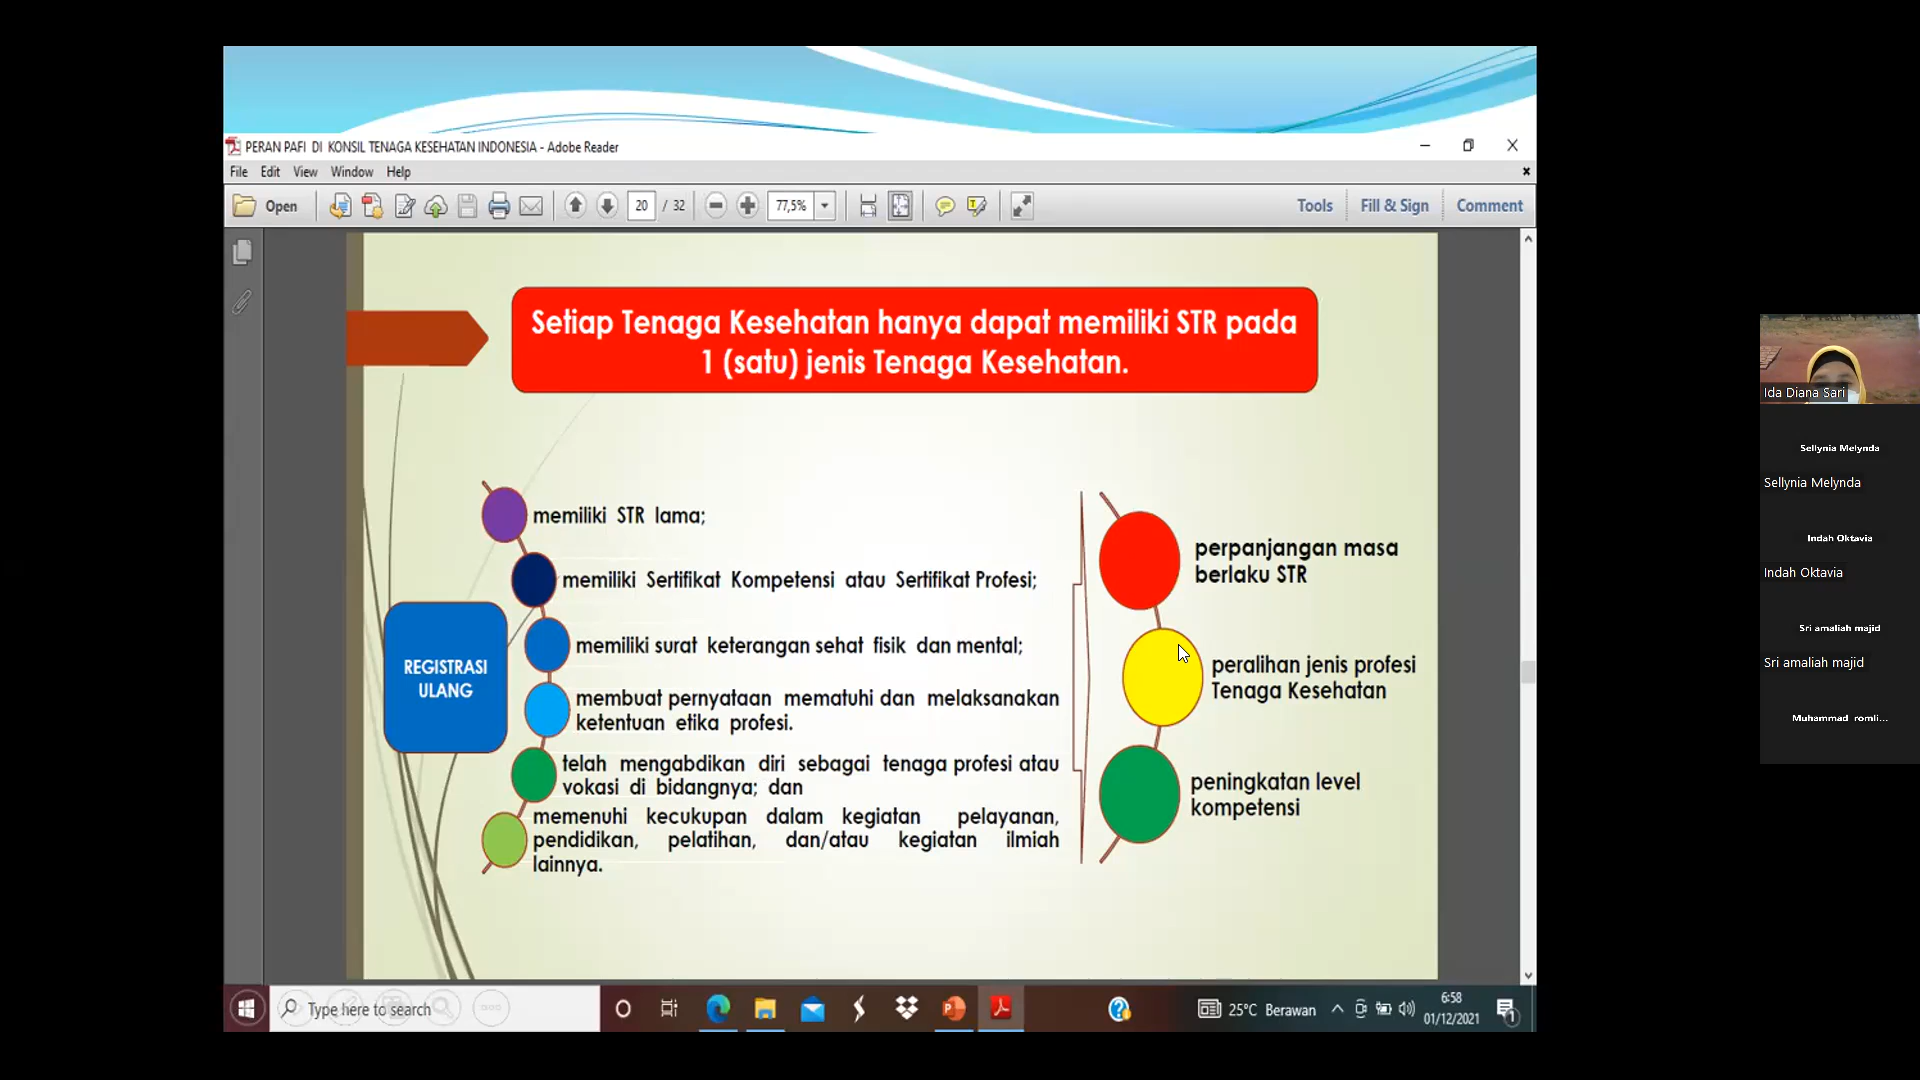 PERAN PAFI DI KONSIL TENAGA KESEHATAN INDONESIA - Adobe Reader
File Edit View Window Help
Open 20 / 32 77,5% Tools Fill & Sign Comment
Setiap Tenaga Kesehatan hanya dapat memiliki STR pada
1 (satu) jenis Tenaga Kesehatan.
REGISTRASI
ULANG
memiliki STR lama;
memiliki Sertifikat Kompetensi atau Sertifikat Profesi;
memiliki surat keterangan sehat fisik dan mental;
membuat pernyataan mematuhi dan melaksanakan
ketentuan etika profesi.
telah mengabdikan diri sebagai tenaga profesi atau
vokasi di bidangnya; dan
memenuhi kecukupan dalam kegiatan pelayanan,
pendidikan, pelatihan, dan/atau kegiatan ilmiah
lainnya.
perpanjangan masa
berlaku STR
peralihan jenis profesi
Tenaga Kesehatan
peningkatan level
kompetensi
Type here to search
25°C Berawan
6:58
01/12/2021
1
Ida Diana Sari
Sellynia Melynda
Sellynia Melynda
Indah Oktavia
Indah Oktavia
Sri amaliah majid
Sri amaliah majid
Muhammad romli...